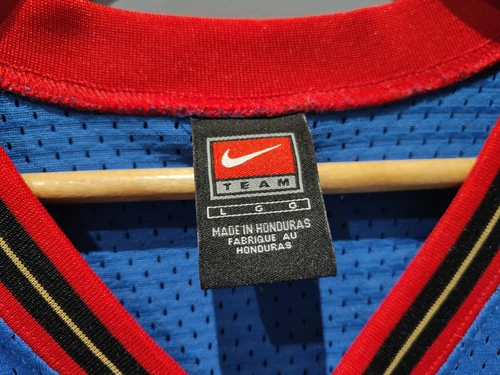 TEAM
L G G
MADE IN HONDURAS
FABRIQUE AU
HONDURAS